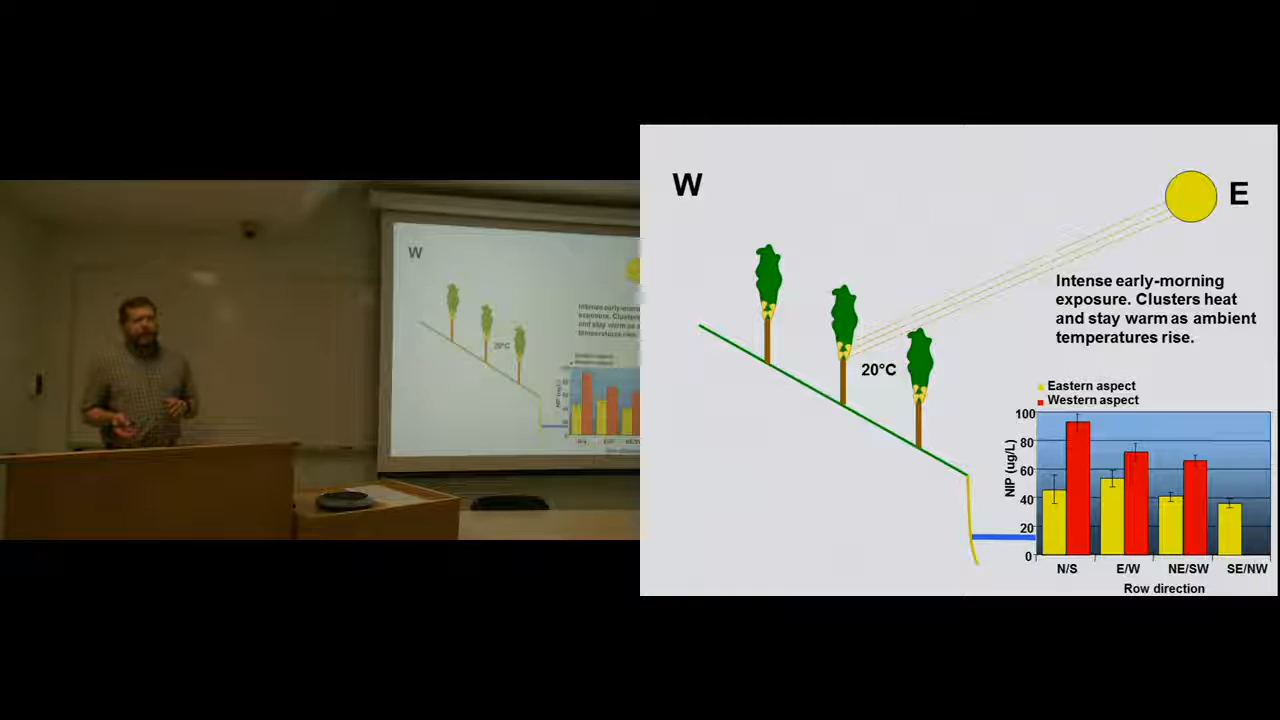 W
E
Intense early-morning
exposure. Clusters heat
and stay warm as ambient
temperatures rise.
20°C
Eastern aspect
Western aspect
NIP (ug/L)
100
80
60
40
20
0
N/S
E/W
NE/SW
SE/NW
Row direction
W
20°C